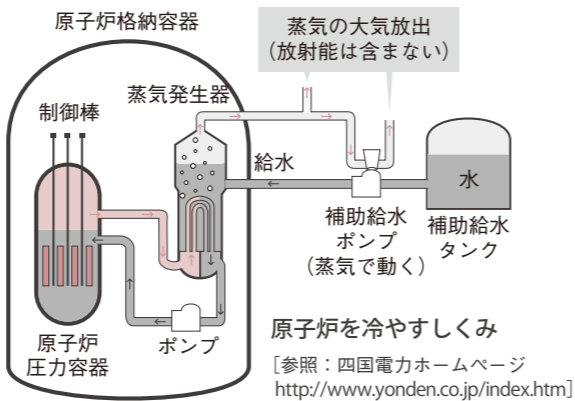 原子炉格納容器
蒸気の大気放出
（放射能は含まない）
蒸気発生器
制御棒
給水
水
補助給水
ポンプ
（蒸気で動く）
補助給水
タンク
原子炉
圧力容器
ポンプ
原子炉を冷やすしくみ
［参照：四国電力ホームページ
http://www.yonden.co.jp/index.htm］